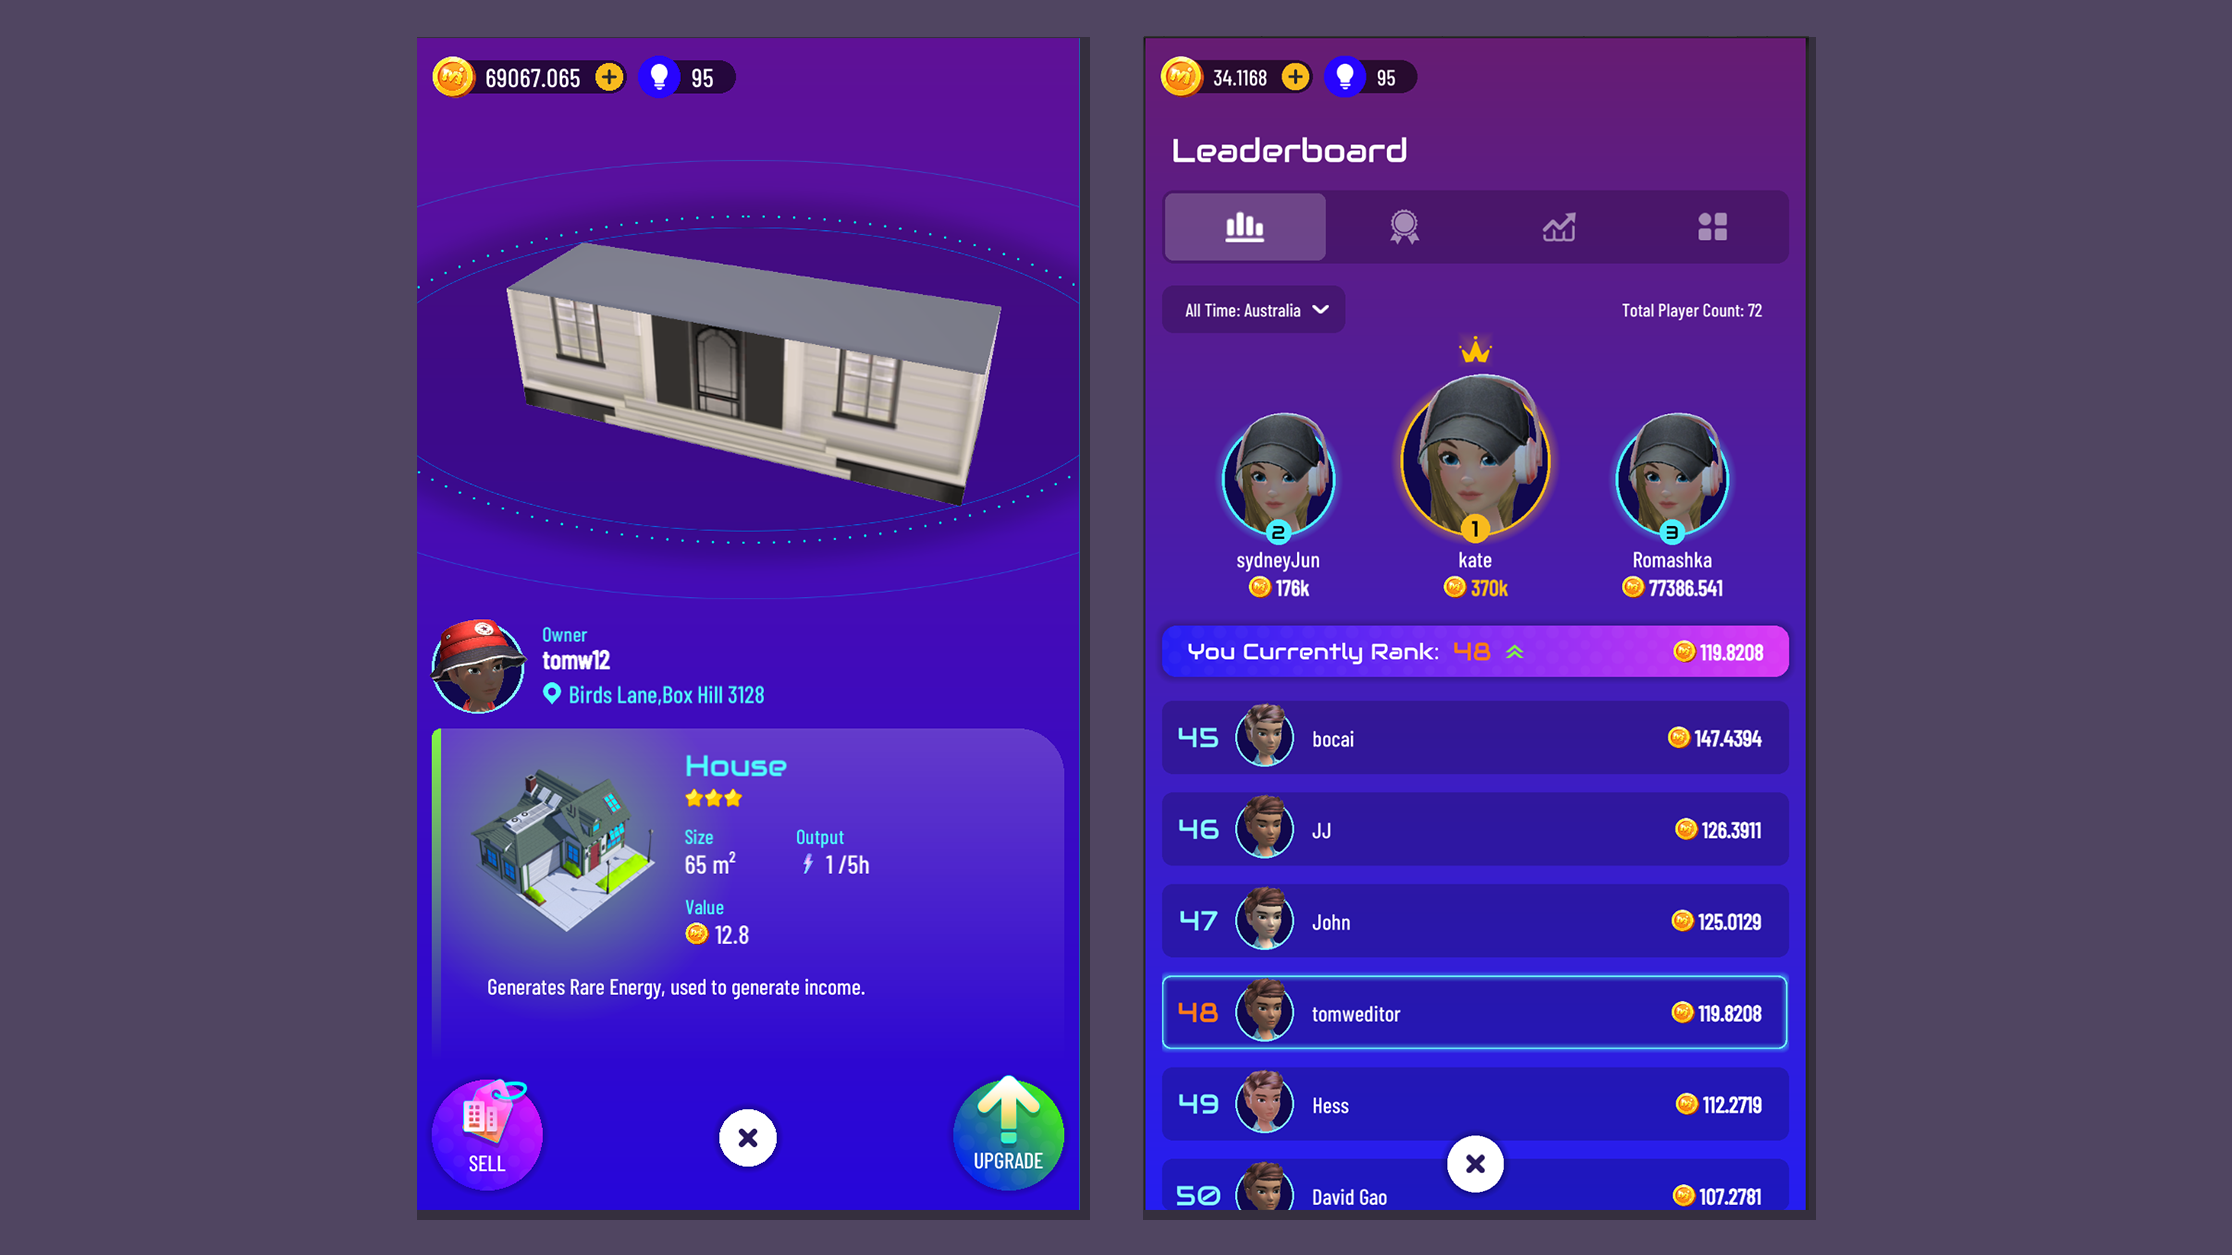 69067.065
95
Owner
tomw12
Birds Lane,Box Hill 3128
House
Size
Output
65 m²
1 /5h
Value
12.8
Generates Rare Energy, used to generate income.
SELL
UPGRADE
34.1168
95
Leaderboard
All Time: Australia
Total Player Count: 72
2
1
3
sydneyJun
kate
Romashka
176k
370k
77386.541
You Currently Rank: 48
119.8208
45 bocai 147.4394
46 JJ 126.3911
47 John 125.0129
48 tomweditor 119.8208
49 Hess 112.2719
50 David Gao 107.2781